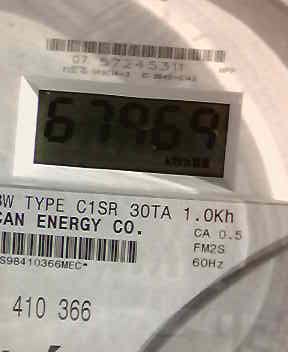 07 57245311
67969
3W TYPE C1SR 30TA 1.0Kh
CAN ENERGY CO.
CA 0.5
FM2S
60Hz
S98410366MEC*
410 366